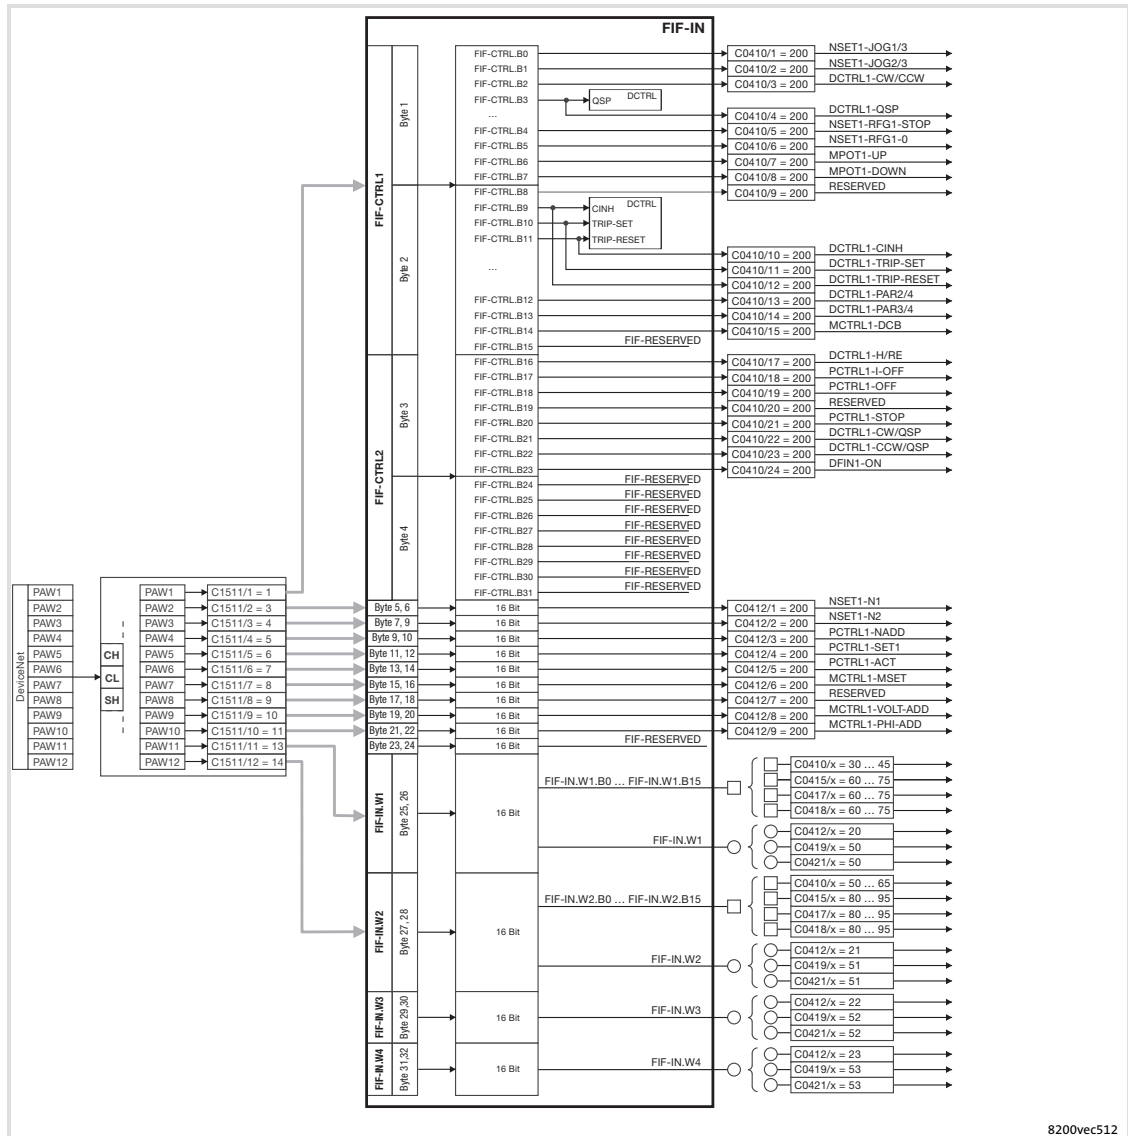 FIF-IN
FIF-CTRL1
Byte 1
Byte 2
FIF-CTRL.B0
FIF-CTRL.B1
FIF-CTRL.B2
FIF-CTRL.B3
...
FIF-CTRL.B4
FIF-CTRL.B5
FIF-CTRL.B6
FIF-CTRL.B7
FIF-CTRL.B8
FIF-CTRL.B9
FIF-CTRL.B10
FIF-CTRL.B11
...
FIF-CTRL.B12
FIF-CTRL.B13
FIF-CTRL.B14
FIF-CTRL.B15
QSP DCTRL
CINH DCTRL
TRIP-SET
TRIP-RESET
FIF-RESERVED
C0410/1 = 200 NSET1-JOG1/3
C0410/2 = 200 NSET1-JOG2/3
C0410/3 = 200 DCTRL1-CW/CCW
C0410/4 = 200 DCTRL1-QSP
C0410/5 = 200 NSET1-RFG1-STOP
C0410/6 = 200 NSET1-RFG1-0
C0410/7 = 200 MPOT1-UP
C0410/8 = 200 MPOT1-DOWN
C0410/9 = 200 RESERVED
C0410/10 = 200 DCTRL1-CINH
C0410/11 = 200 DCTRL1-TRIP-SET
C0410/12 = 200 DCTRL1-TRIP-RESET
C0410/13 = 200 DCTRL1-PAR2/4
C0410/14 = 200 DCTRL1-PAR3/4
C0410/15 = 200 MCTRL1-DCB
FIF-CTRL2
Byte 3
Byte 4
FIF-CTRL.B16
FIF-CTRL.B17
FIF-CTRL.B18
FIF-CTRL.B19
FIF-CTRL.B20
FIF-CTRL.B21
FIF-CTRL.B22
FIF-CTRL.B23
FIF-CTRL.B24 FIF-RESERVED
FIF-CTRL.B25 FIF-RESERVED
FIF-CTRL.B26 FIF-RESERVED
FIF-CTRL.B27 FIF-RESERVED
FIF-CTRL.B28 FIF-RESERVED
FIF-CTRL.B29 FIF-RESERVED
FIF-CTRL.B30 FIF-RESERVED
FIF-CTRL.B31 FIF-RESERVED
C0410/17 = 200 DCTRL1-H/RE
C0410/18 = 200 PCTRL1-I-OFF
C0410/19 = 200 PCTRL1-OFF
C0410/20 = 200 RESERVED
C0410/21 = 200 PCTRL1-STOP
C0410/22 = 200 DCTRL1-CW/QSP
C0410/23 = 200 DCTRL1-CCW/QSP
C0410/24 = 200 DFIN1-ON
DeviceNet
PAW1
PAW2
PAW3
PAW4
PAW5
PAW6
PAW7
PAW8
PAW9
PAW10
PAW11
PAW12
CH
CL
SH
PAW1 C1511/1 = 1
PAW2 C1511/2 = 3
PAW3 C1511/3 = 4
PAW4 C1511/4 = 5
PAW5 C1511/5 = 6
PAW6 C1511/6 = 7
PAW7 C1511/7 = 8
PAW8 C1511/8 = 9
PAW9 C1511/9 = 10
PAW10 C1511/10 = 11
PAW11 C1511/11 = 13
PAW12 C1511/12 = 14
Byte 5, 6 16 Bit C0412/1 = 200 NSET1-N1
Byte 7, 9 16 Bit C0412/2 = 200 NSET1-N2
Byte 9, 10 16 Bit C0412/3 = 200 PCTRL1-NADD
Byte 11, 12 16 Bit C0412/4 = 200 PCTRL1-SET1
Byte 13, 14 16 Bit C0412/5 = 200 PCTRL1-ACT
Byte 15, 16 16 Bit C0412/6 = 200 MCTRL1-MSET
Byte 17, 18 16 Bit C0412/7 = 200 RESERVED
Byte 19, 20 16 Bit C0412/8 = 200 MCTRL1-VOLT-ADD
Byte 21, 22 16 Bit C0412/9 = 200 MCTRL1-PHI-ADD
Byte 23, 24 16 Bit FIF-RESERVED
FIF-IN.W1
Byte 25, 26
16 Bit
FIF-IN.W1.B0 ... FIF-IN.W1.B15
C0410/x = 30 ... 45
C0415/x = 60 ... 75
C0417/x = 60 ... 75
C0418/x = 60 ... 75
FIF-IN.W1
C0412/x = 20
C0419/x = 50
C0421/x = 50
FIF-IN.W2
Byte 27, 28
16 Bit
FIF-IN.W2.B0 ... FIF-IN.W2.B15
C0410/x = 50 ... 65
C0415/x = 80 ... 95
C0417/x = 80 ... 95
C0418/x = 80 ... 95
FIF-IN.W2
C0412/x = 21
C0419/x = 51
C0421/x = 51
FIF-IN.W3
Byte 29,30
16 Bit
FIF-IN.W3
C0412/x = 22
C0419/x = 52
C0421/x = 52
FIF-IN.W4
Byte 31,32
16 Bit
FIF-IN.W4
C0412/x = 23
C0419/x = 53
C0421/x = 53
8200vec512